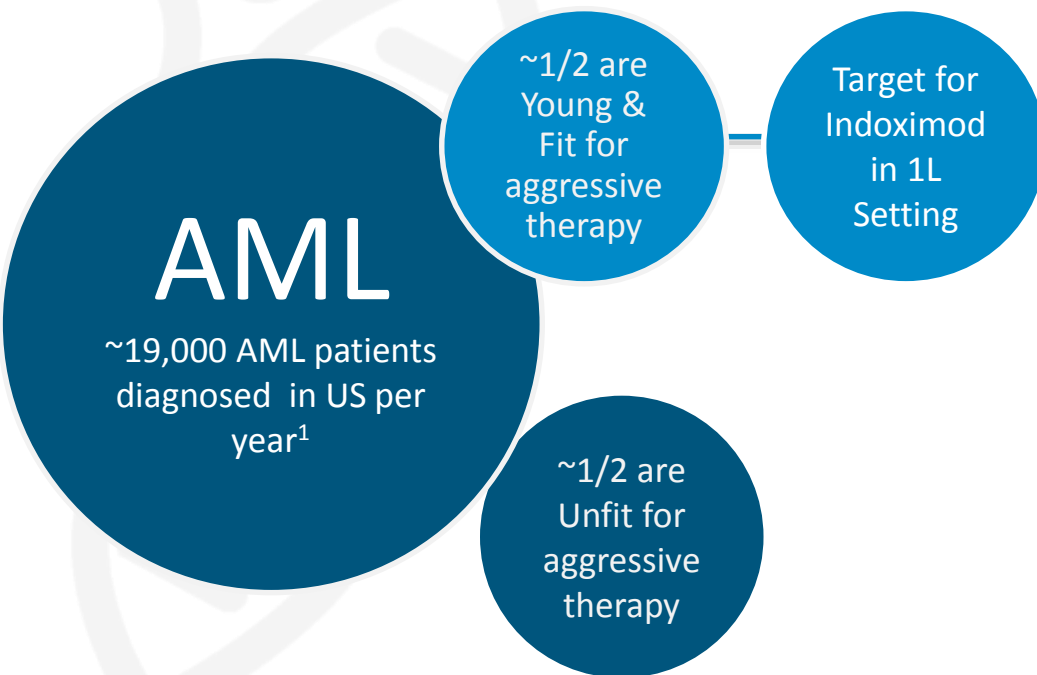 ~1/2 are
Young &
Fit for
aggressive
therapy
Target for
Indoximod
in 1L
Setting
AML
~19,000 AML patients
diagnosed  in US per
year¹
~1/2 are
Unfit for
aggressive
therapy